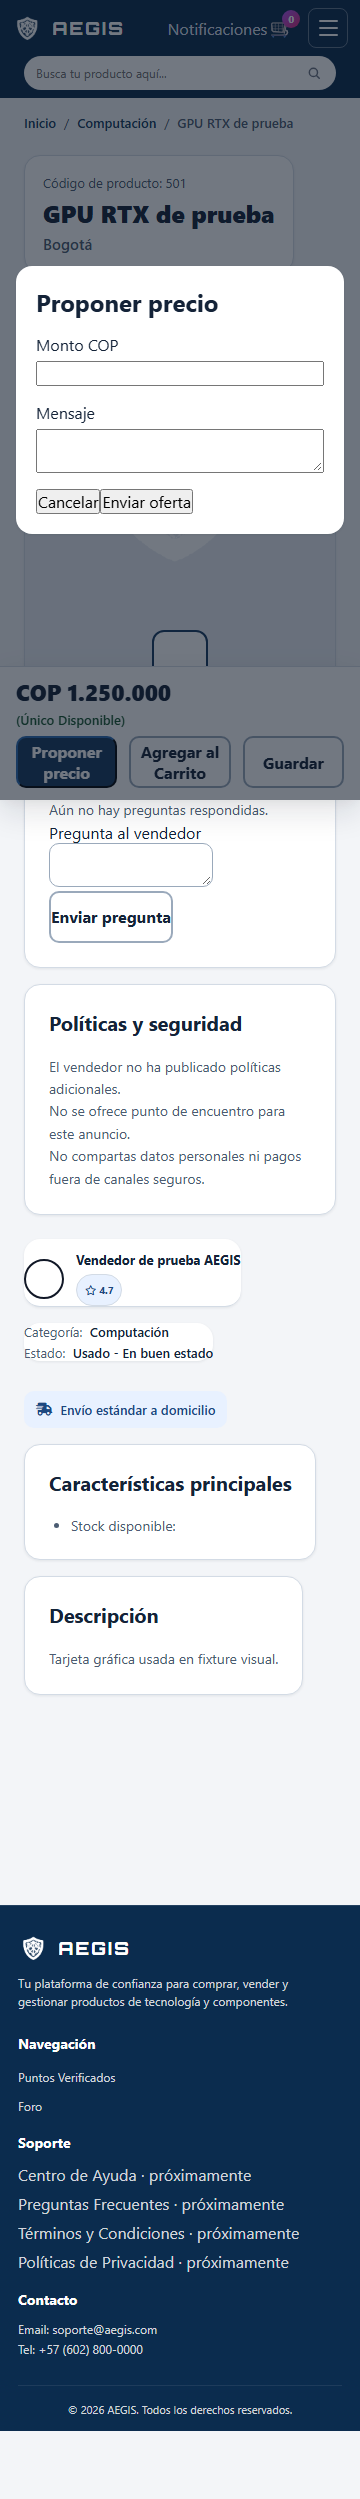 AEGIS
Notificaciones
0
Busca tu producto aquí...
Inicio / Computación / GPU RTX de prueba
Código de producto: 501
GPU RTX de prueba
Bogotá
Proponer precio
Monto COP
Mensaje
Cancelar Enviar oferta
COP 1.250.000
(Único Disponible)
Proponer precio
Agregar al Carrito
Guardar
Aún no hay preguntas respondidas.
Pregunta al vendedor
Enviar pregunta
Políticas y seguridad
El vendedor no ha publicado políticas
adicionales.
No se ofrece punto de encuentro para
este anuncio.
No compartas datos personales ni pagos
fuera de canales seguros.
Vendedor de prueba AEGIS
4.7
Categoría: Computación
Estado: Usado - En buen estado
Envío estándar a domicilio
Características principales
• Stock disponible:
Descripción
Tarjeta gráfica usada en fixture visual.
AEGIS
Tu plataforma de confianza para comprar, vender y
gestionar productos de tecnología y componentes.
Navegación
Puntos Verificados
Foro
Soporte
Centro de Ayuda · próximamente
Preguntas Frecuentes · próximamente
Términos y Condiciones · próximamente
Políticas de Privacidad · próximamente
Contacto
Email: soporte@aegis.com
Tel: +57 (602) 800-0000
© 2026 AEGIS. Todos los derechos reservados.